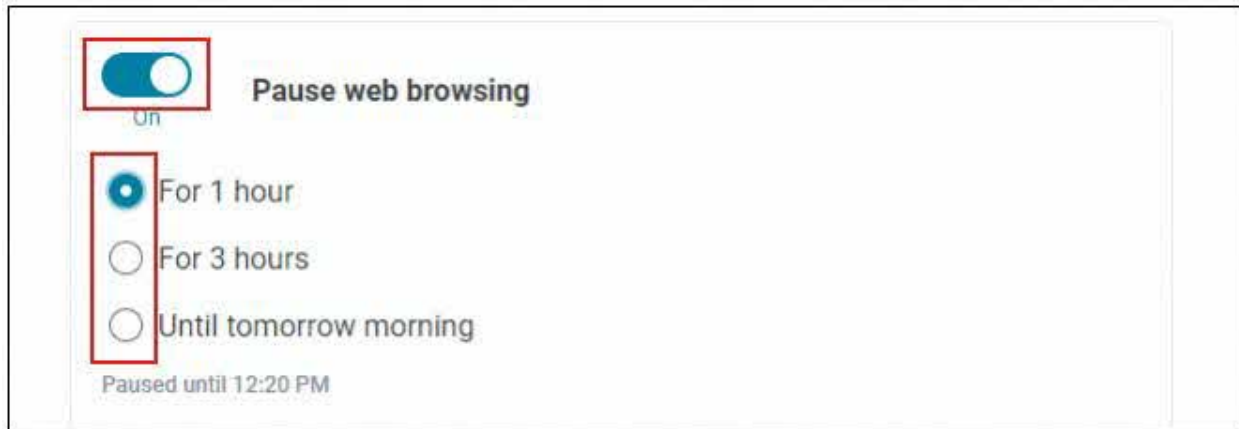 Pause web browsing
On
For 1 hour
For 3 hours
Until tomorrow morning
Paused until 12:20 PM